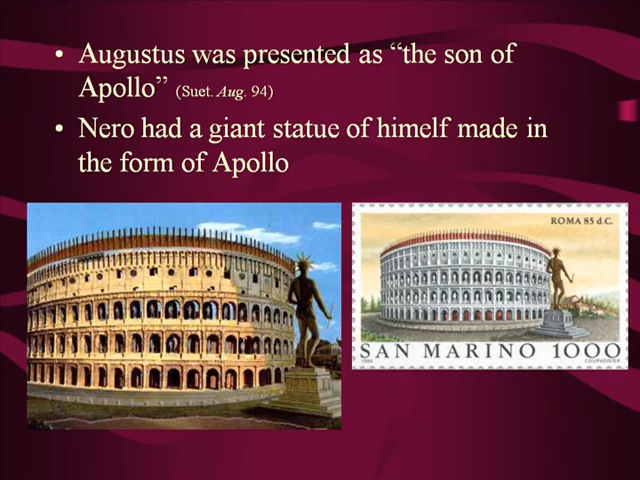 • Augustus was presented as “the son of
Apollo” (Suet. Aug. 94)
• Nero had a giant statue of himelf made in
the form of Apollo
ROMA 85 d.C.
SAN MARINO 1000
COURVOISIER